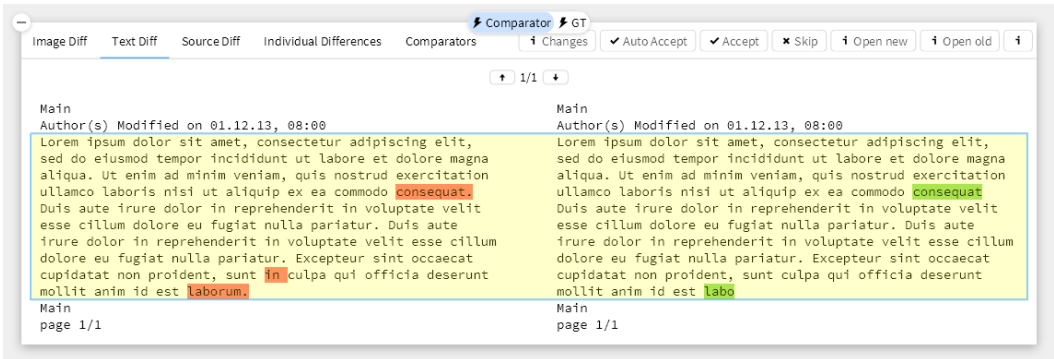 Comparator GT
Image Diff Text Diff Source Diff Individual Differences Comparators Changes Auto Accept Accept Skip Open new Open old
1/1
Main
Author(s) Modified on 01.12.13, 08:00
Lorem ipsum dolor sit amet, consectetur adipiscing elit,
sed do eiusmod tempor incididunt ut labore et dolore magna
aliqua. Ut enim ad minim veniam, quis nostrud exercitation
ullamco laboris nisi ut aliquip ex ea commodo consequat.
Duis aute irure dolor in reprehenderit in voluptate velit
esse cillum dolore eu fugiat nulla pariatur. Duis aute
irure dolor in reprehenderit in voluptate velit esse cillum
dolore eu fugiat nulla pariatur. Excepteur sint occaecat
cupidatat non proident, sunt in culpa qui officia deserunt
mollit anim id est laborum.
Main
page 1/1
Main
Author(s) Modified on 01.12.13, 08:00
Lorem ipsum dolor sit amet, consectetur adipiscing elit,
sed do eiusmod tempor incididunt ut labore et dolore magna
aliqua. Ut enim ad minim veniam, quis nostrud exercitation
ullamco laboris nisi ut aliquip ex ea commodo consequat
Duis aute irure dolor in reprehenderit in voluptate velit
esse cillum dolore eu fugiat nulla pariatur. Duis aute
irure dolor in reprehenderit in voluptate velit esse cillum
dolore eu fugiat nulla pariatur. Excepteur sint occaecat
cupidatat non proident, sunt culpa qui officia deserunt
mollit anim id est labo
Main
page 1/1